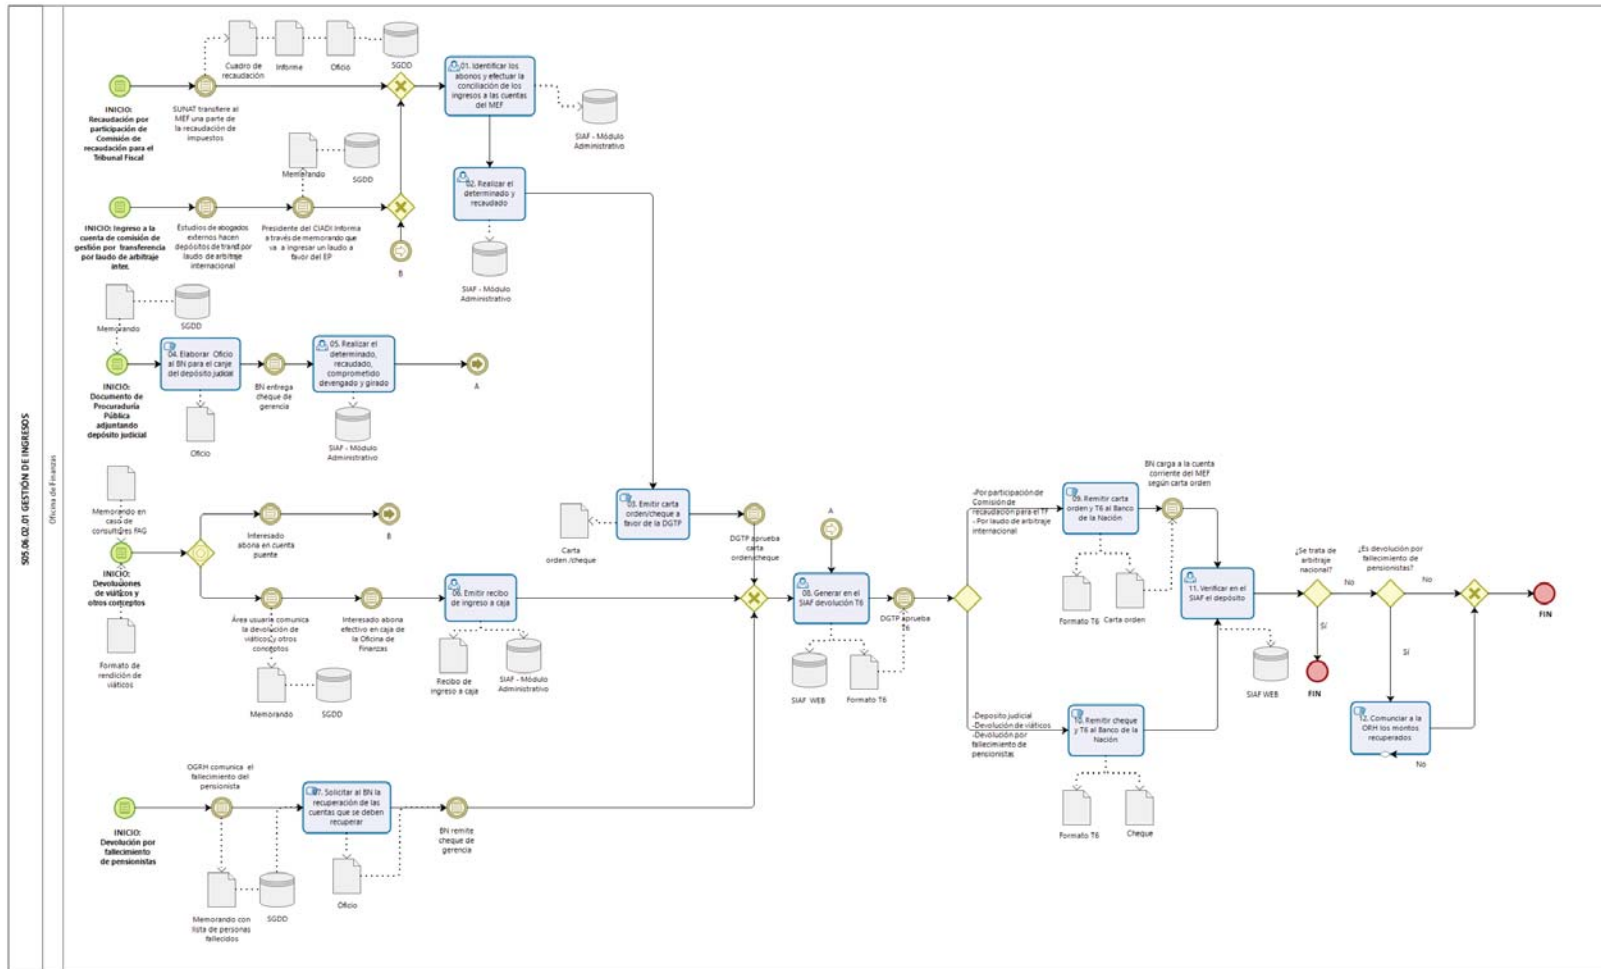 S05.06.02.01 GESTIÓN DE INGRESOS
Oficina de Finanzas
Cuadro de
recaudación
Informe
Oficio
SGDD
INICIO:
Recaudación por
participación de
Comisión de
recaudación para el
Tribunal Fiscal
SUNAT transfiere al
MEF una parte de
la recaudación de
impuestos
01. Identificar los
abonos y efectuar la
conciliación de los
ingresos a las cuentas
del MEF
SIAF - Módulo
Administrativo
Memorando
SGDD
02. Realizar el
determinado y
recaudado
SIAF - Módulo
Administrativo
INICIO: Ingreso a la
cuenta de comisión de
gestión por transferencia
por laudo de arbitraje
inter.
Estudios de abogados
externos hacen
depósitos de transf por
laudo de arbitraje
internacional
Presidente del CIADI Informa
a través de memorando que
va a ingresar un laudo a
favor del EP
B
Memorando
SGDD
INICIO:
Documento de
Procuraduría
Pública
adjuntando
depósito judicial
04. Elaborar Oficio
al BN para el canje
del depósito judicial
Oficio
BN entrega
cheque de
gerencia
05. Realizar el
determinado,
recaudado,
comprometido
devengado y girado
SIAF - Módulo
Administrativo
A
Memorando en
caso de
consultores FAG
INICIO:
Devoluciones
de viáticos y
otros conceptos
Formato de
rendición de
viáticos
Interesado
abona en cuenta
puente
B
Área usuaria comunica
la devolución de
viáticos y otros
conceptos
Memorando
SGDD
Interesado abona
efectivo en caja de
la Oficina de
Finanzas
06. Emitir recibo
de ingreso a caja
Recibo de
ingreso a caja
SIAF - Módulo
Administrativo
03. Emitir carta
orden/cheque a
favor de la DGTP
Carta
orden /cheque
DGTP aprueba
carta
orden/cheque
A
08. Generar en el
SIAF devolución T6
SIAF WEB
Formato T6
DGTP aprueba
T6
-Por participación de
Comisión de
recaudación para el TF
- Por laudo de arbitraje
internacional
09. Remitir carta
orden y T6 al Banco
de la Nación
Formato T6
Carta orden
BN carga a la cuenta
corriente del MEF
según carta orden
11. Verificar en el
SIAF el depósito
SIAF WEB
¿Se trata de
arbitraje
nacional?
No
Sí
FIN
¿Es devolución por
fallecimiento de
pensionistas?
No
Sí
FIN
12. Comunciar a la
ORH los montos
recuperados
No
-Deposito judicial
-Devolución de viáticos
-Devolución por
fallecimiento de
pensionistas
10. Remitir cheque
y T6 al Banco de la
Nación
Formato T6
Cheque
INICIO:
Devolución por
fallecimiento
de pensionistas
OGRH comunica el
fallecimiento del
pensionista
Memorando con
lista de personas
fallecidos
SGDD
07. Solicitar al BN la
recuperación de las
cuentas que se deben
recuperar
Oficio
BN remite
cheque de
gerencia